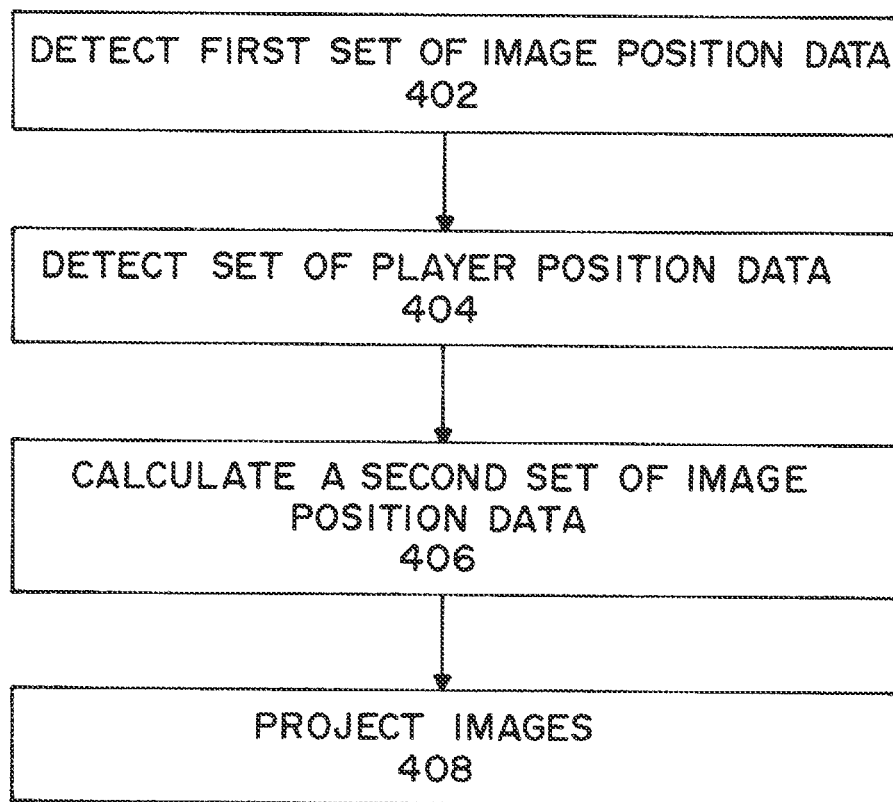 DETECT FIRST SET OF IMAGE POSITION DATA
402
DETECT SET OF PLAYER POSITION DATA
404
CALCULATE A SECOND SET OF IMAGE
POSITION DATA
406
PROJECT IMAGES
408